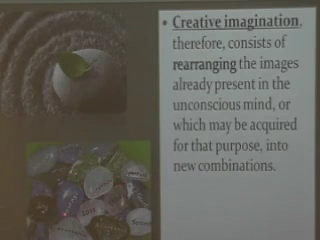 • Creative imagination,
therefore, consists of
rearranging the images
already present in the
unconscious mind, or
which may be acquired
for that purpose, into
new combinations.